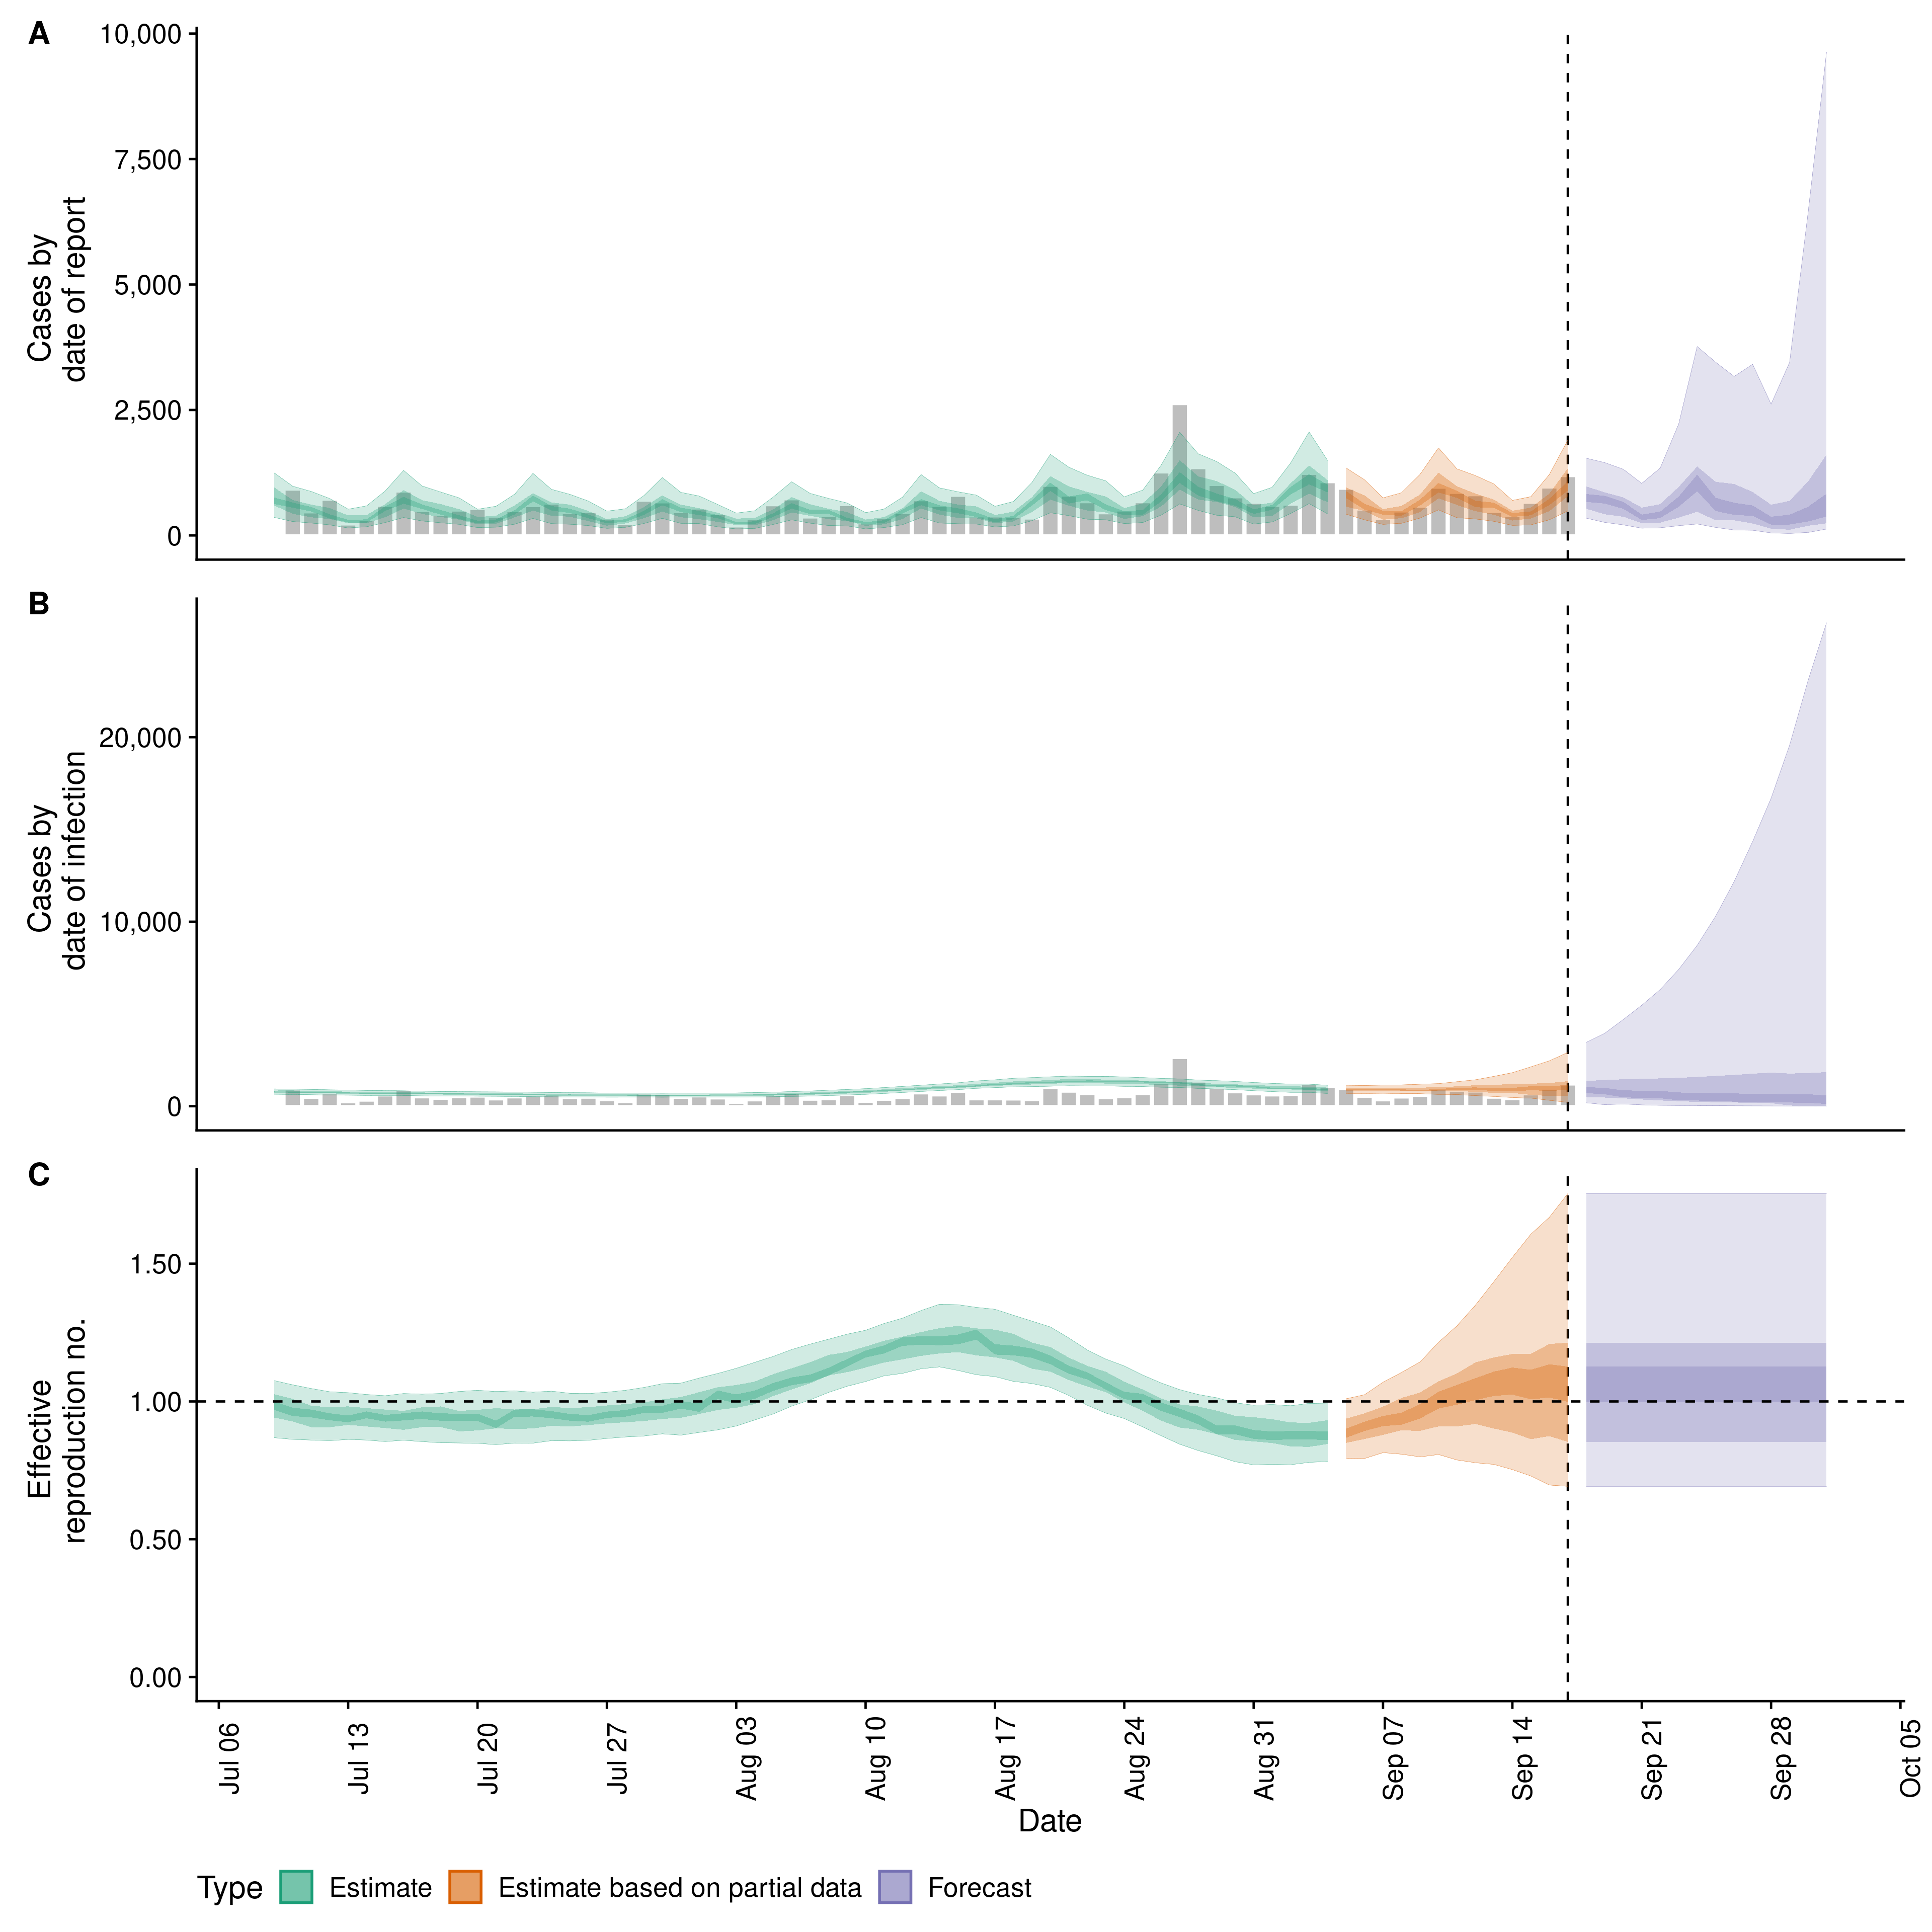 A
10,000
7,500
5,000
2,500
0
Cases by
date of report
B
20,000
10,000
0
Cases by
date of infection
C
1.50
1.00
0.50
0.00
Effective
reproduction no.
Jul 06
Jul 13
Jul 20
Jul 27
Aug 03
Aug 10
Aug 17
Aug 24
Aug 31
Sep 07
Sep 14
Sep 21
Sep 28
Oct 05
Date
Type Estimate Estimate based on partial data Forecast